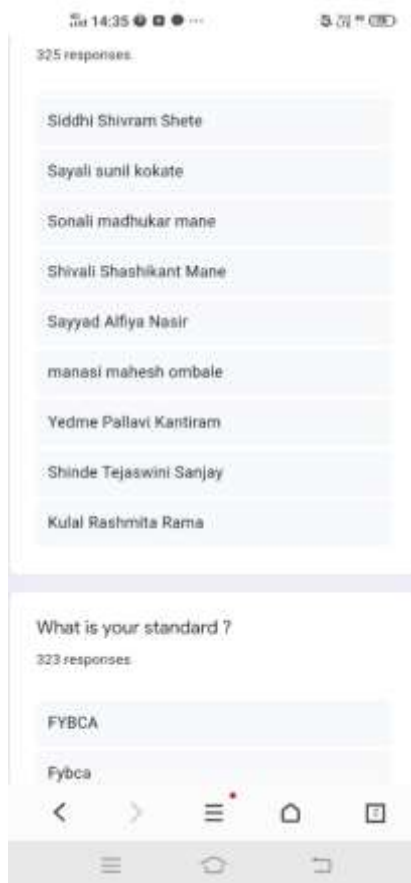 14:35
325 responses
Siddhi Shivram Shete
Sayali sunil kokate
Sonali madhukar mane
Shivali Shashikant Mane
Sayyad Alfiya Nasir
manasi mahesh ombale
Yedme Pallavi Kantiram
Shinde Tejaswini Sanjay
Kulal Rashmita Rama
What is your standard ?
323 responses
FYBCA
Fybca